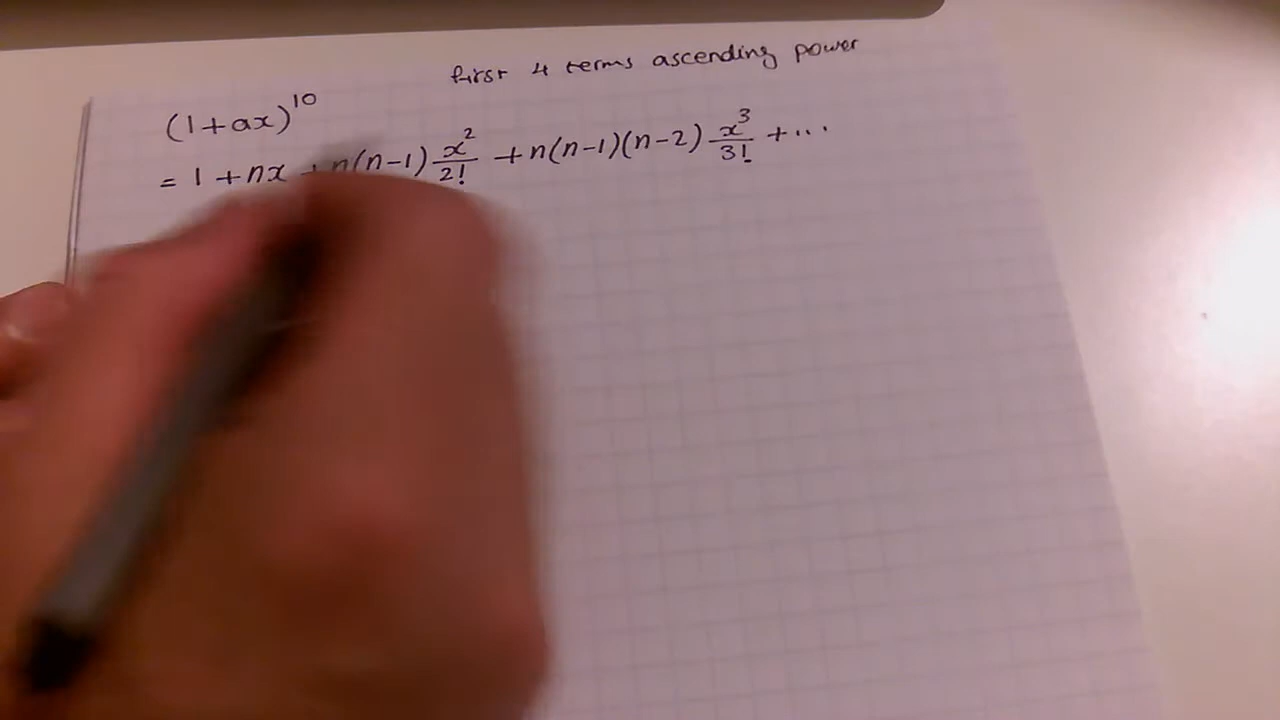 first 4 terms ascending power
(1+ax)^10
= 1 + nx + n(n-1) x^2/2! + n(n-1)(n-2) x^3/3! + ...